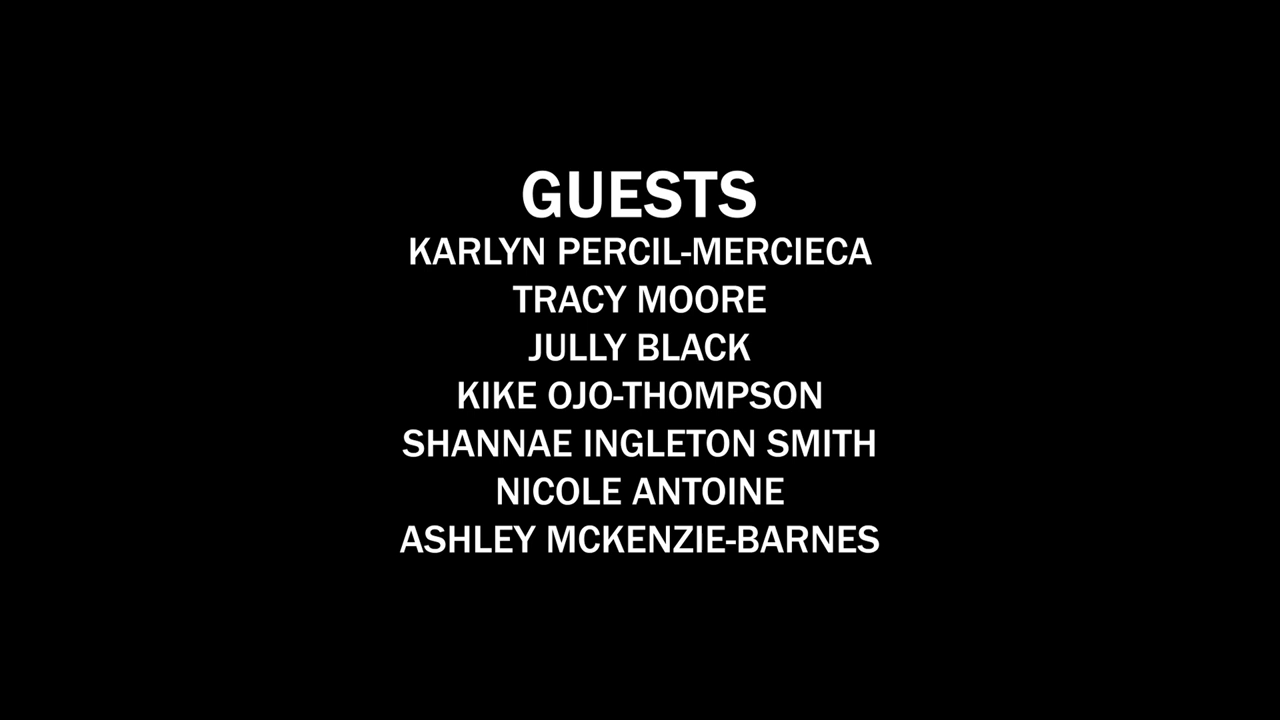 GUESTS
KARLYN PERCIL-MERCIECA
TRACY MOORE
JULLY BLACK
KIKE OJO-THOMPSON
SHANNAE INGLETON SMITH
NICOLE ANTOINE
ASHLEY MCKENZIE-BARNES